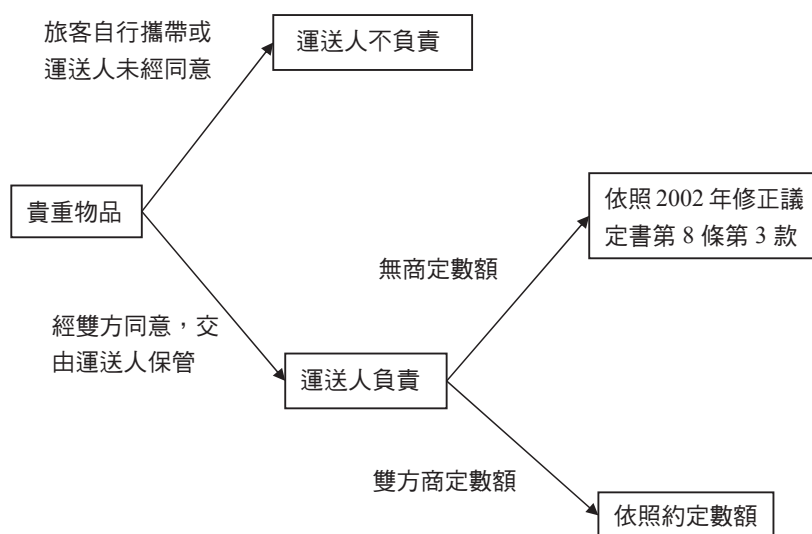 旅客自行攜帶或
運送人未經同意
運送人不負責
貴重物品
依照 2002 年修正議
定書第 8 條第 3 款
無商定數額
經雙方同意，交
由運送人保管
運送人負責
雙方商定數額
依照約定數額